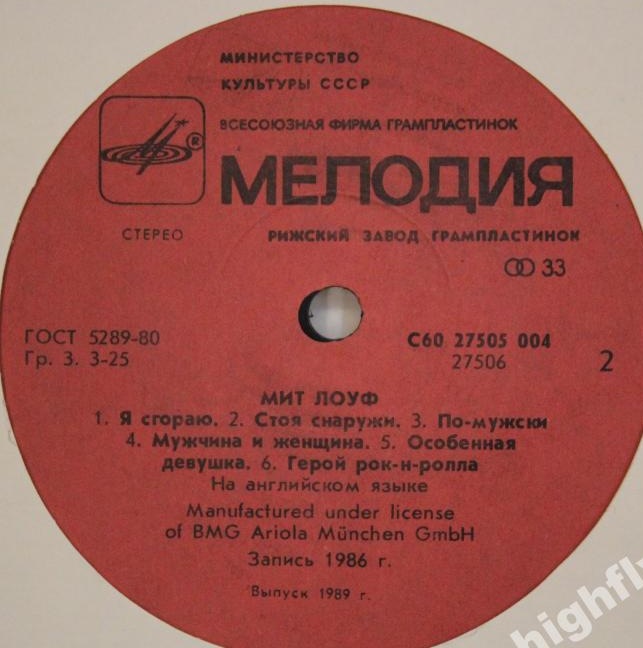 МИНИСТЕРСТВО
КУЛЬТУРЫ СССР
ВСЕСОЮЗНАЯ ФИРМА ГРАМПЛАСТИНОК
®
МЕЛОДИЯ
СТЕРЕО
РИЖСКИЙ ЗАВОД ГРАМПЛАСТИНОК
33
ГОСТ 5289-80
Гр. 3. 3-25
С60 27505 004
27506
2
МИТ ЛОУФ
1. Я сгораю. 2. Стоя снаружи. 3. По-мужски
4. Мужчина и женщина. 5. Особенная
девушка. 6. Герой рок-н-ролла
На английском языке
Manufactured under license
of BMG Ariola München GmbH
Запись 1986 г.
Выпуск 1989 г.
highfly